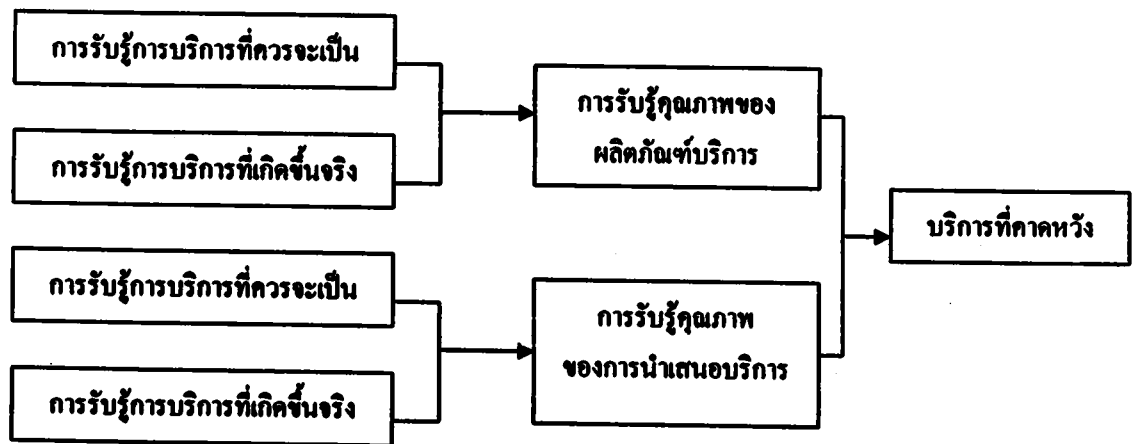 การรับรู้การบริการที่ควรจะเป็น
การรับรู้การบริการที่เกิดขึ้นจริง
การรับรู้คุณภาพของ
ผลิตภัณฑ์บริการ
บริการที่คาดหวัง
การรับรู้การบริการที่ควรจะเป็น
การรับรู้การบริการที่เกิดขึ้นจริง
การรับรู้คุณภาพ
ของการนำเสนอบริการ